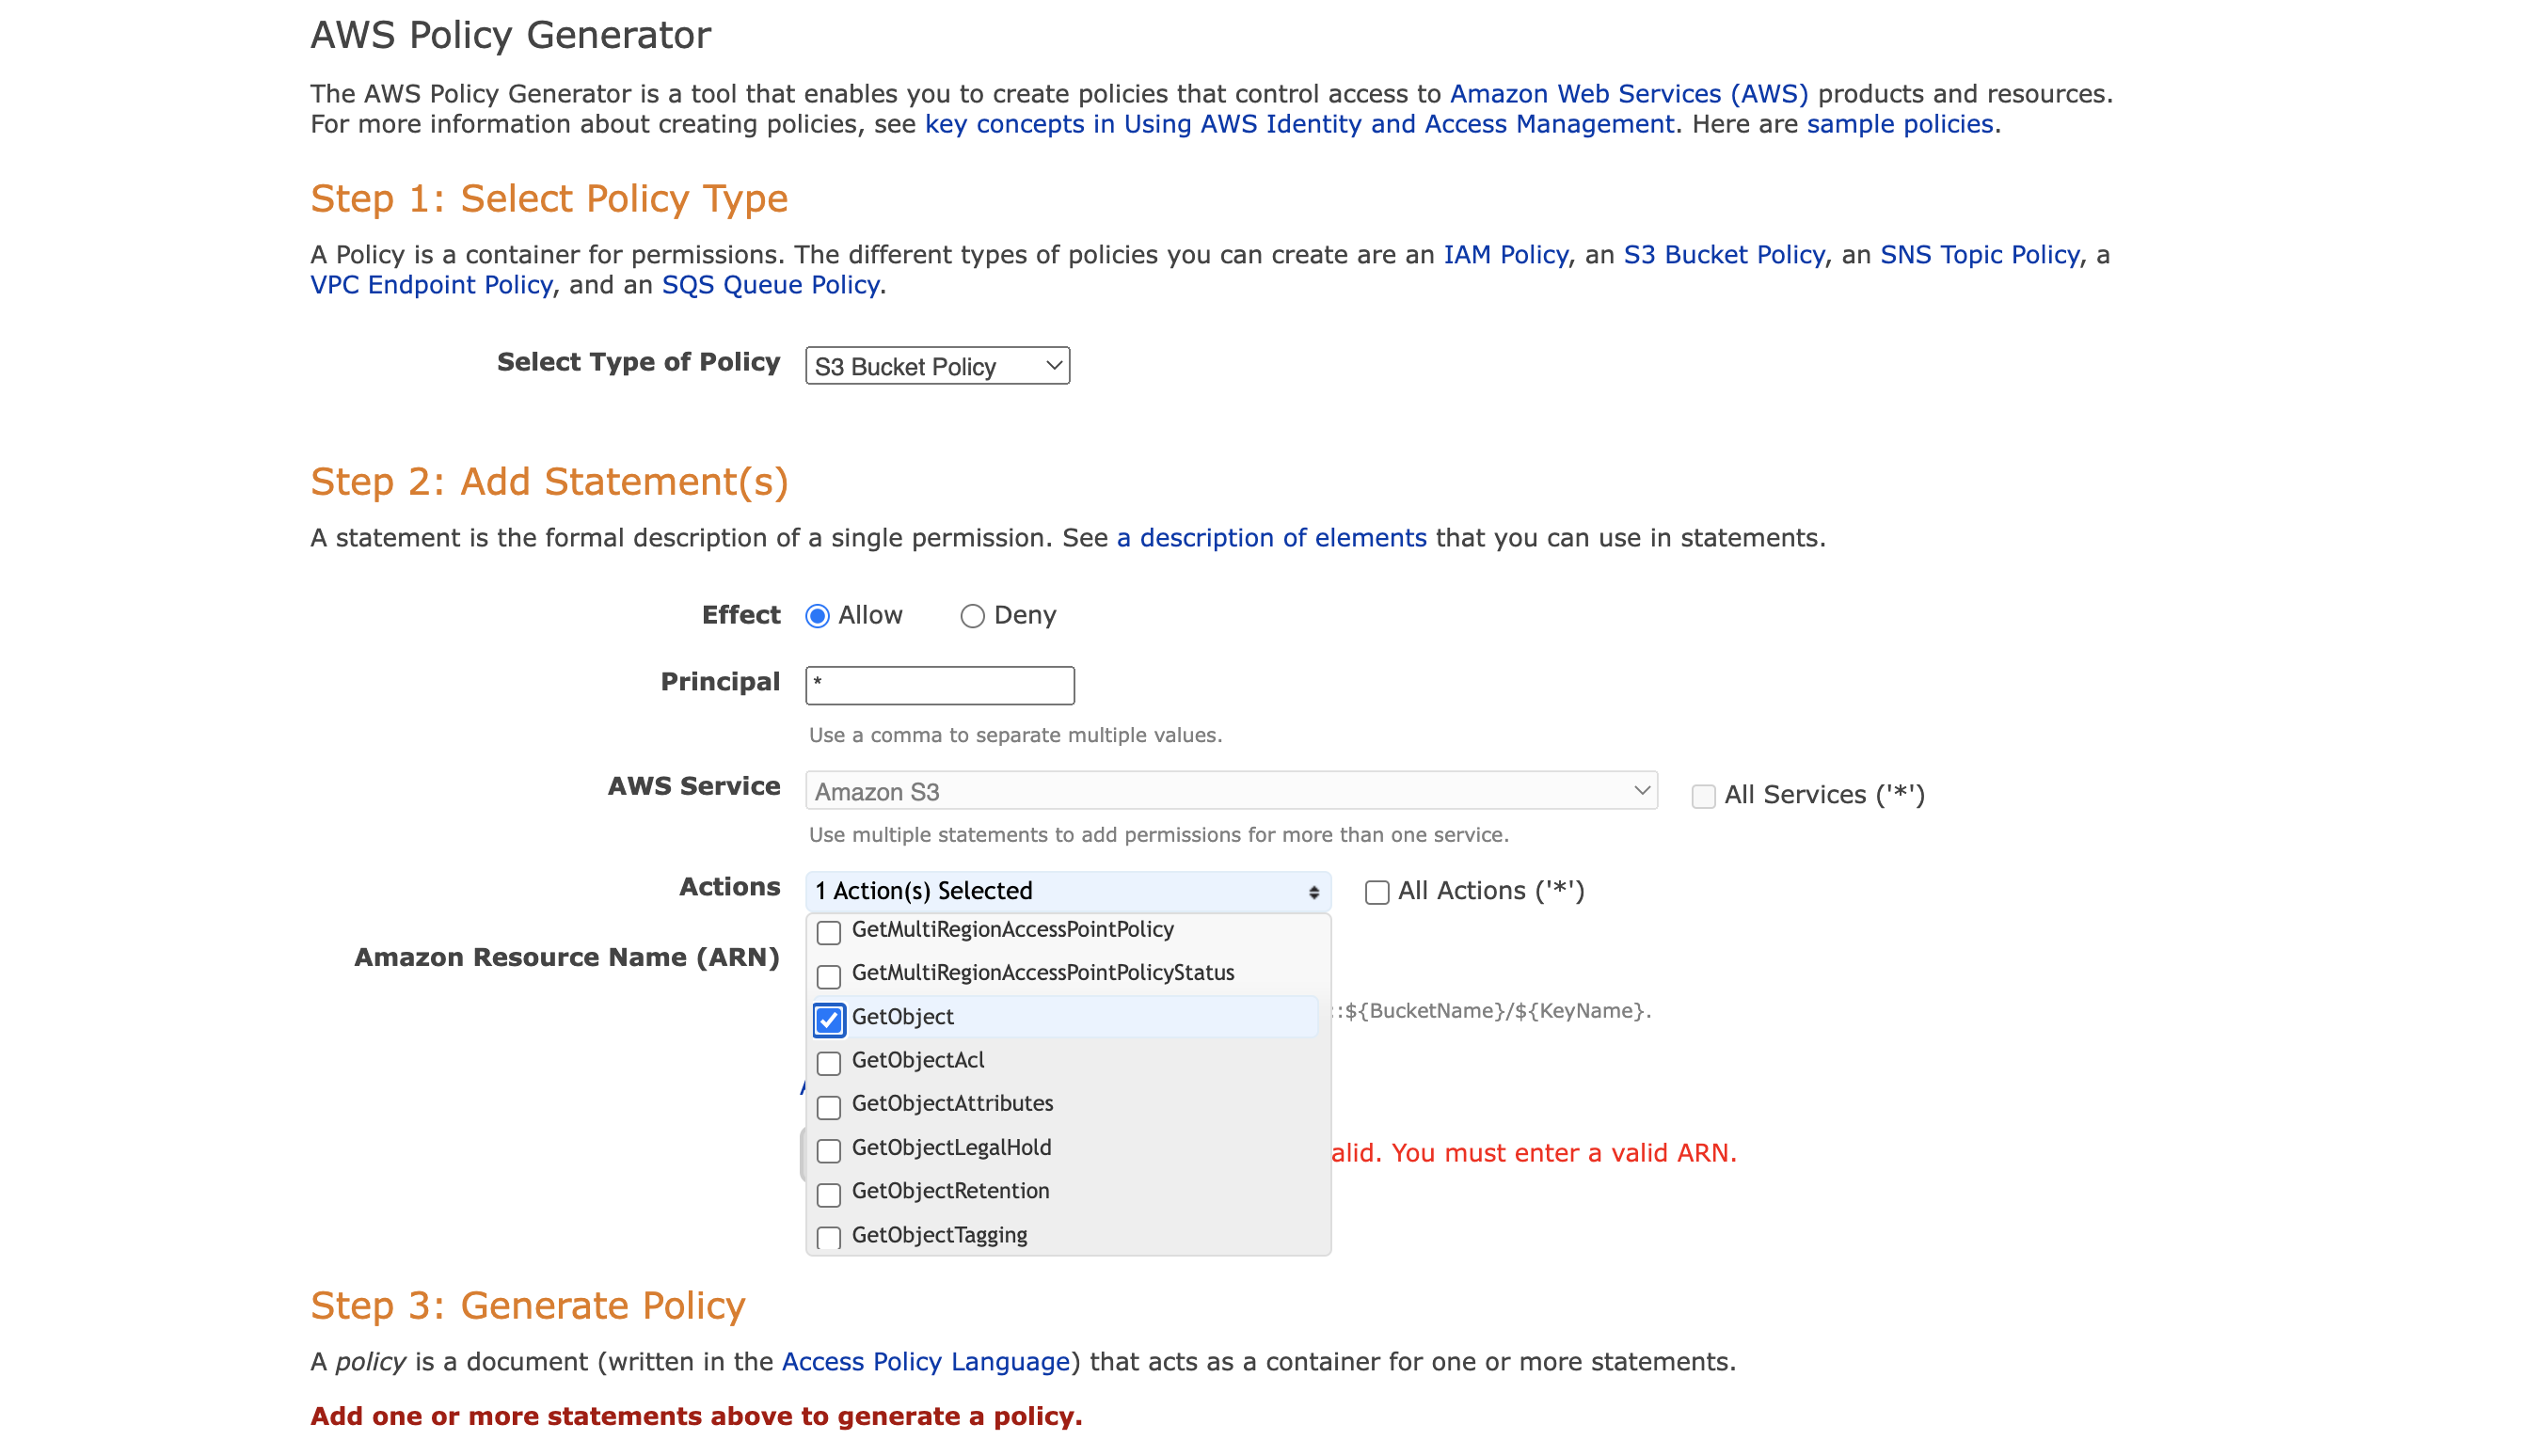 AWS Policy Generator
The AWS Policy Generator is a tool that enables you to create policies that control access to Amazon Web Services (AWS) products and resources.
For more information about creating policies, see key concepts in Using AWS Identity and Access Management. Here are sample policies.
Step 1: Select Policy Type
A Policy is a container for permissions. The different types of policies you can create are an IAM Policy, an S3 Bucket Policy, an SNS Topic Policy, a
VPC Endpoint Policy, and an SQS Queue Policy.
Select Type of Policy S3 Bucket Policy
Step 2: Add Statement(s)
A statement is the formal description of a single permission. See a description of elements that you can use in statements.
Effect Allow Deny
Principal *
Use a comma to separate multiple values.
AWS Service Amazon S3 All Services ('*')
Use multiple statements to add permissions for more than one service.
Actions 1 Action(s) Selected All Actions ('*')
GetMultiRegionAccessPointPolicy
Amazon Resource Name (ARN)
GetMultiRegionAccessPointPolicyStatus
GetObject
::${BucketName}/${KeyName}.
GetObjectAcl
GetObjectAttributes
GetObjectLegalHold
alid. You must enter a valid ARN.
GetObjectRetention
GetObjectTagging
Step 3: Generate Policy
A policy is a document (written in the Access Policy Language) that acts as a container for one or more statements.
Add one or more statements above to generate a policy.